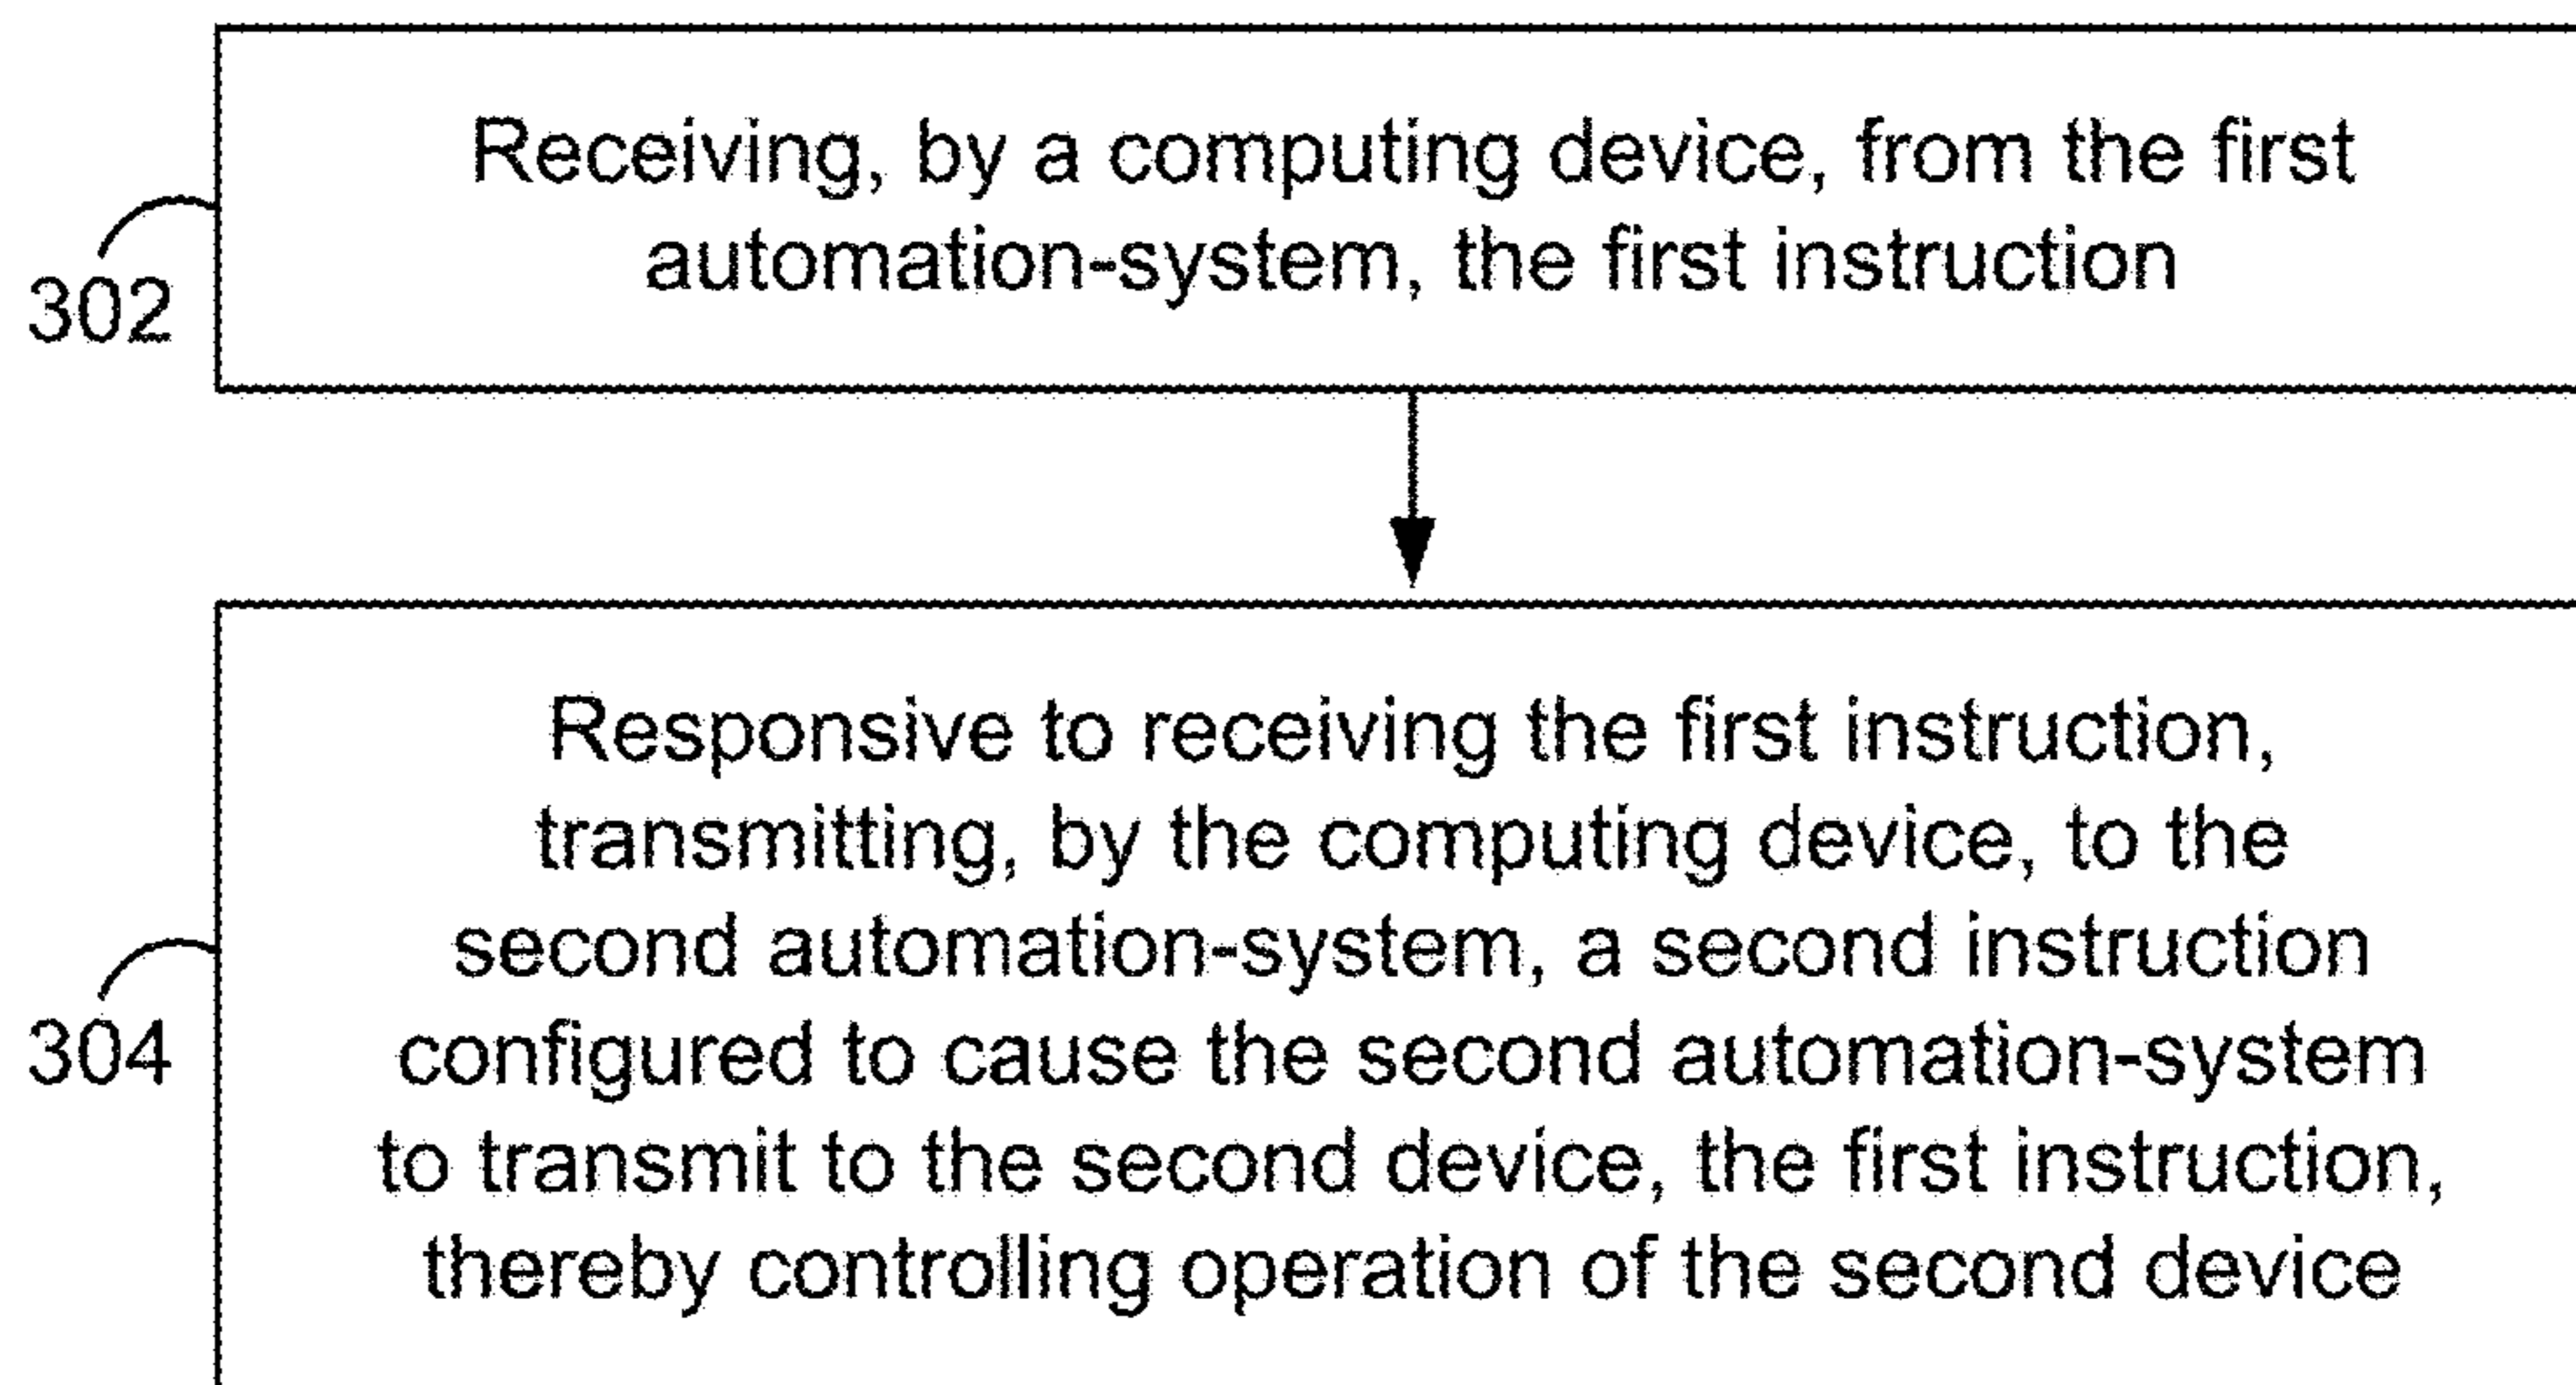 Receiving, by a computing device, from the first
automation-system, the first instruction
302
Responsive to receiving the first instruction,
transmitting, by the computing device, to the
second automation-system, a second instruction
configured to cause the second automation-system
to transmit to the second device, the first instruction,
thereby controlling operation of the second device
304